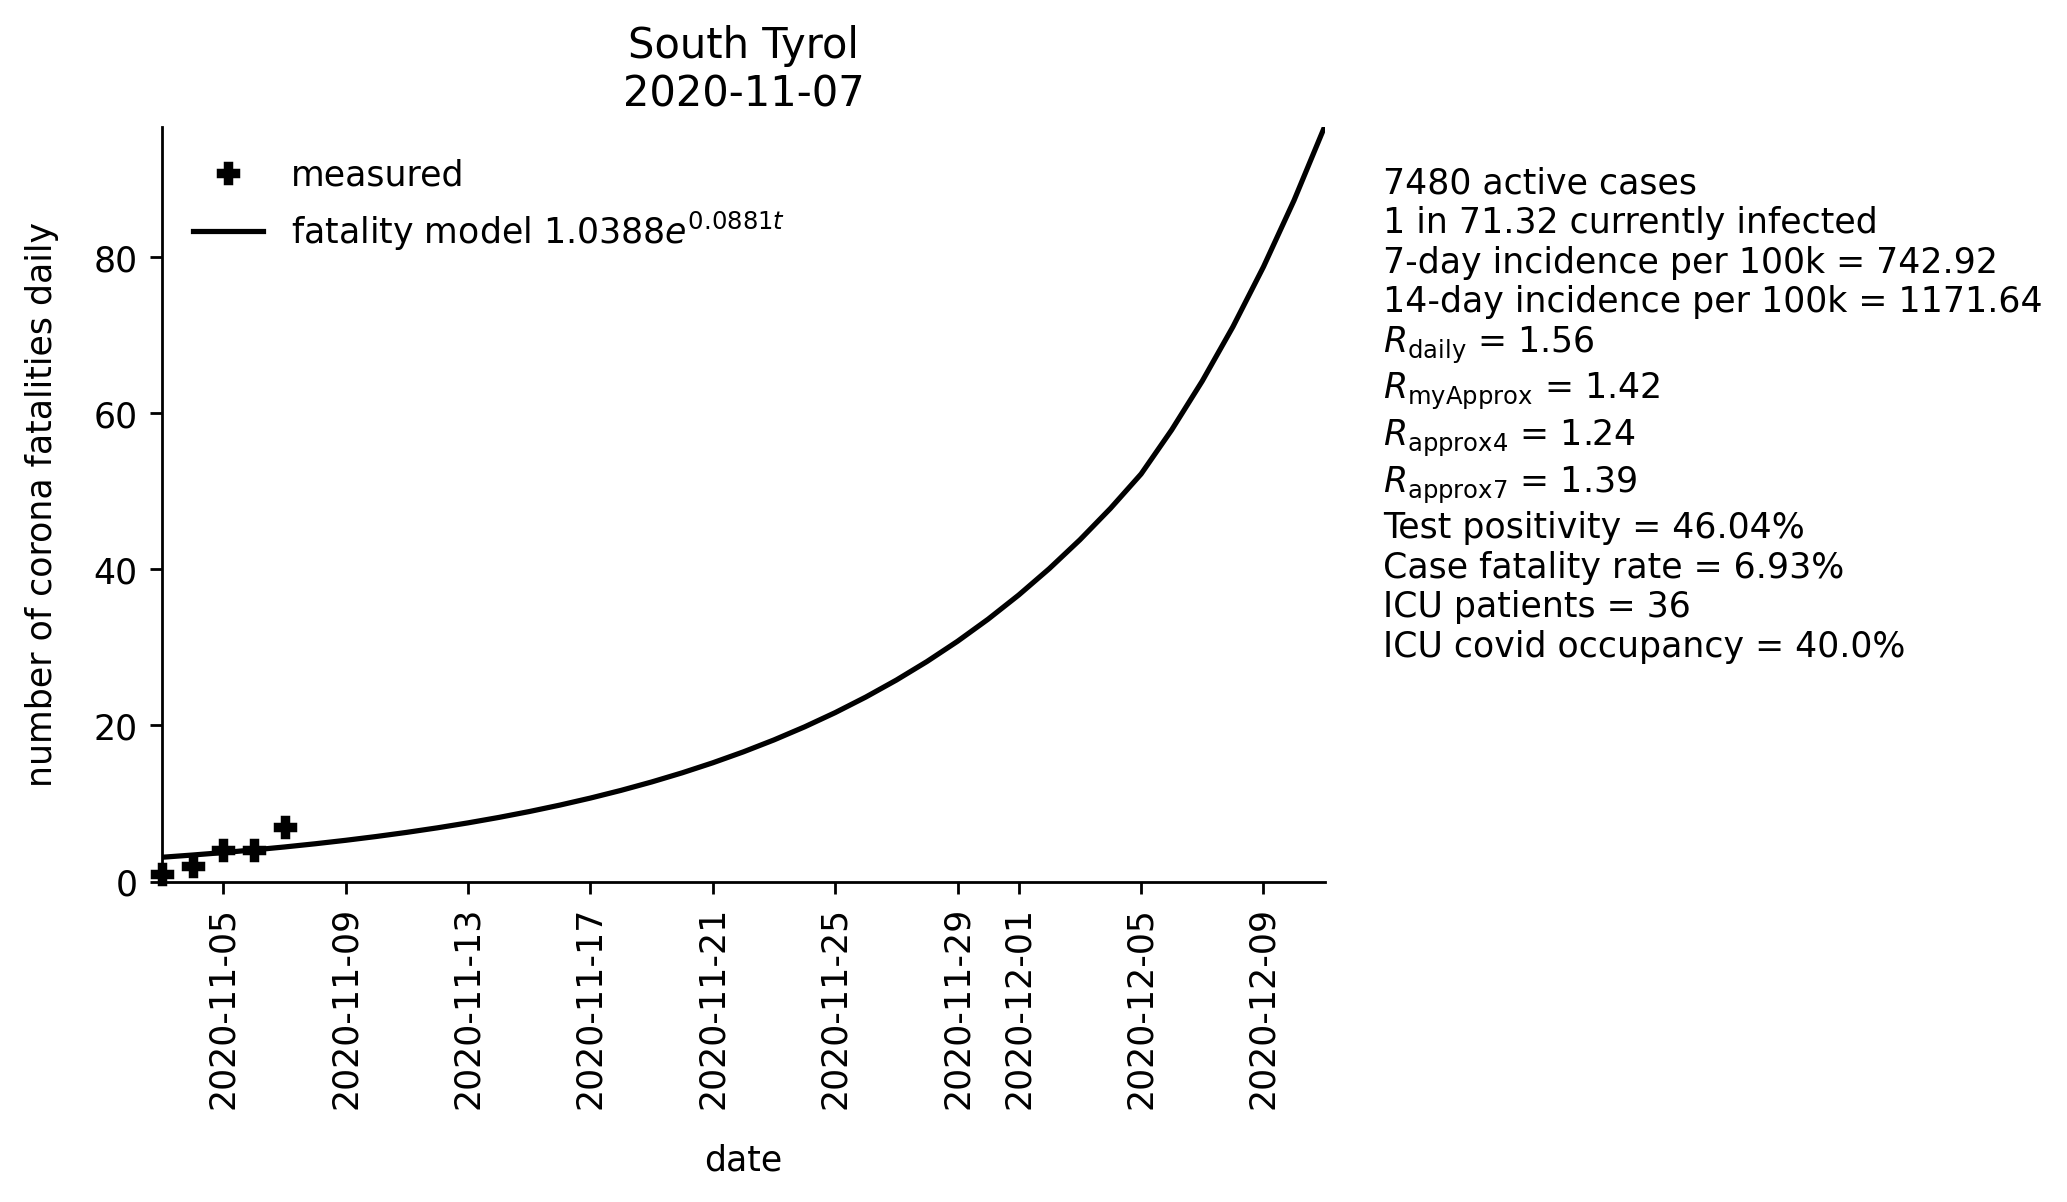 South Tyrol
2020-11-07
measured
fatality model 1.0388e^0.0881t
number of corona fatalities daily
80
60
40
20
0
2020-11-05
2020-11-09
2020-11-13
2020-11-17
2020-11-21
2020-11-25
2020-11-29
2020-12-01
2020-12-05
2020-12-09
date
7480 active cases
1 in 71.32 currently infected
7-day incidence per 100k = 742.92
14-day incidence per 100k = 1171.64
R_daily = 1.56
R_myApprox = 1.42
R_approx4 = 1.24
R_approx7 = 1.39
Test positivity = 46.04%
Case fatality rate = 6.93%
ICU patients = 36
ICU covid occupancy = 40.0%